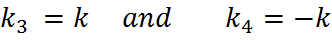 k₃ = k and k₄ = −k